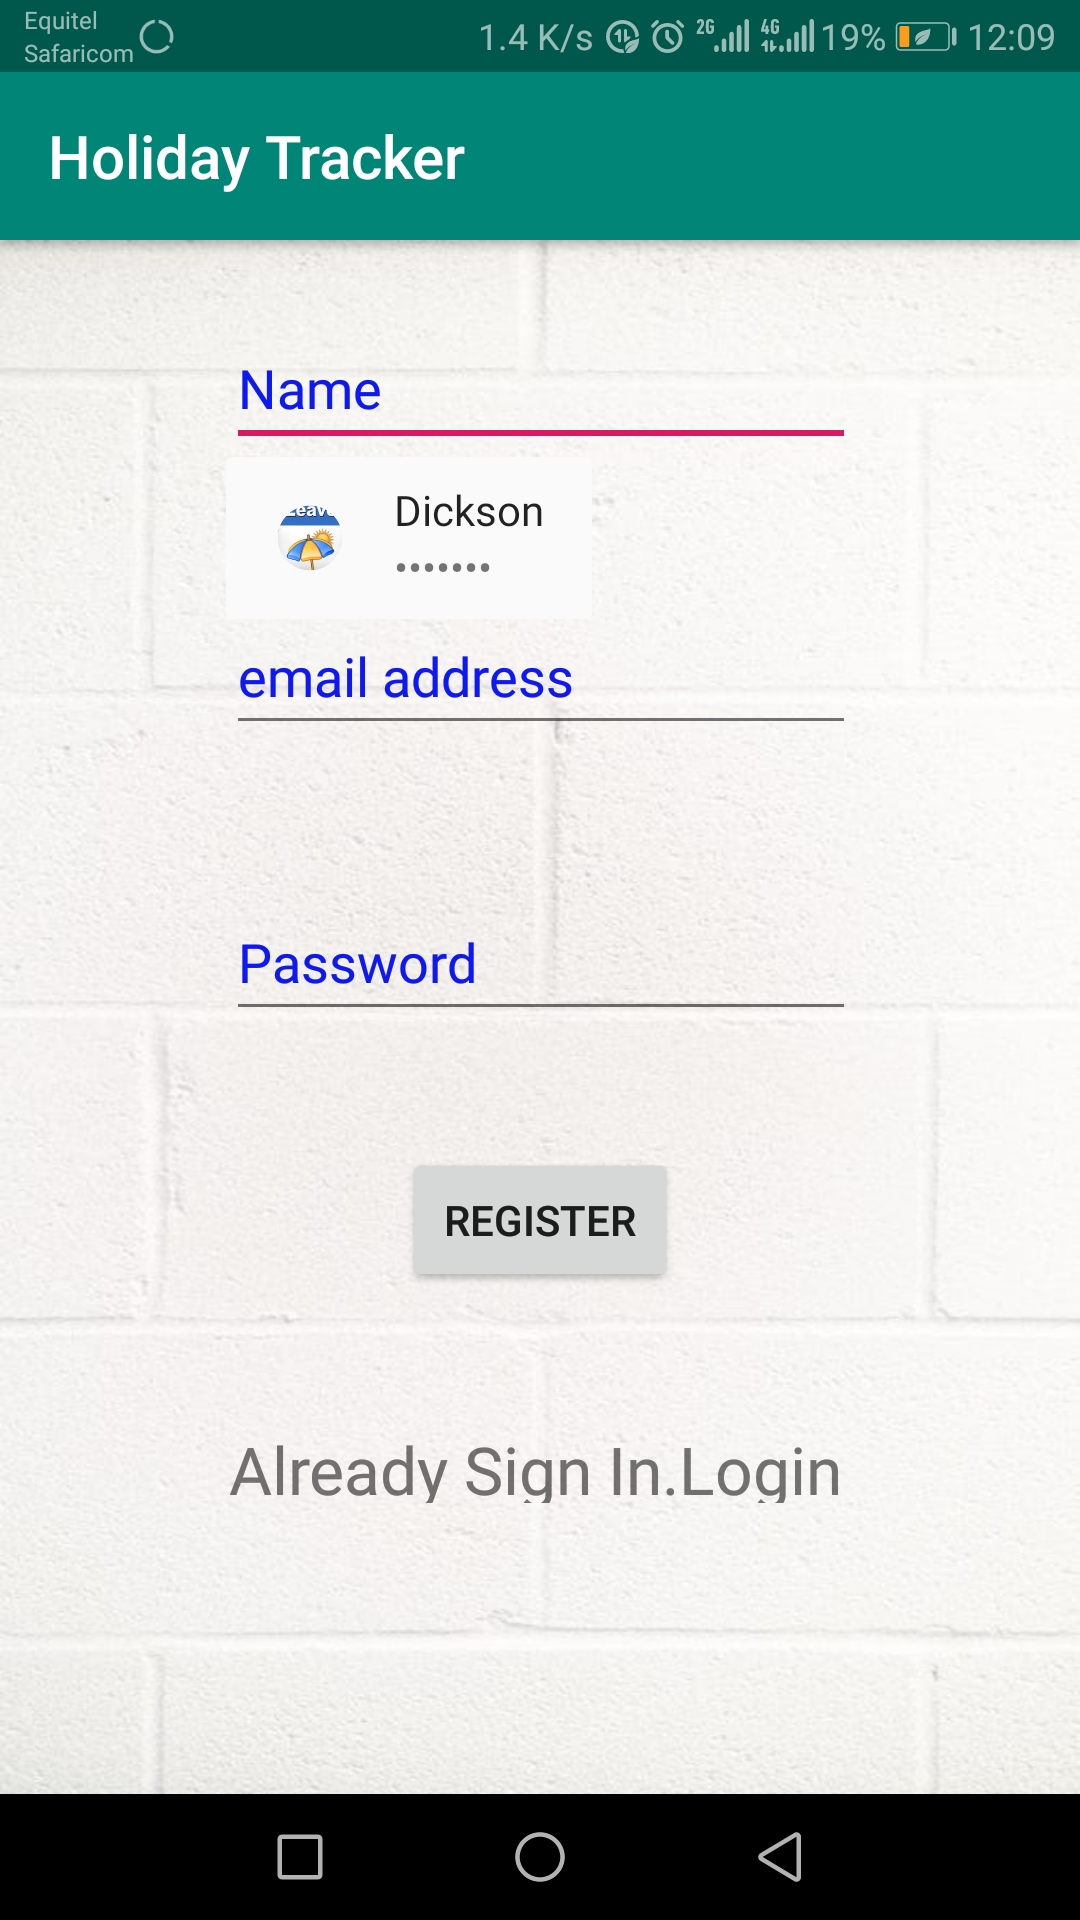 Equitel
Safaricom
1.4 K/s 2G 4G 19% 12:09
Holiday Tracker
Name
Leave
Dickson
•••••••
email address
Password
REGISTER
Already Sign In.Login